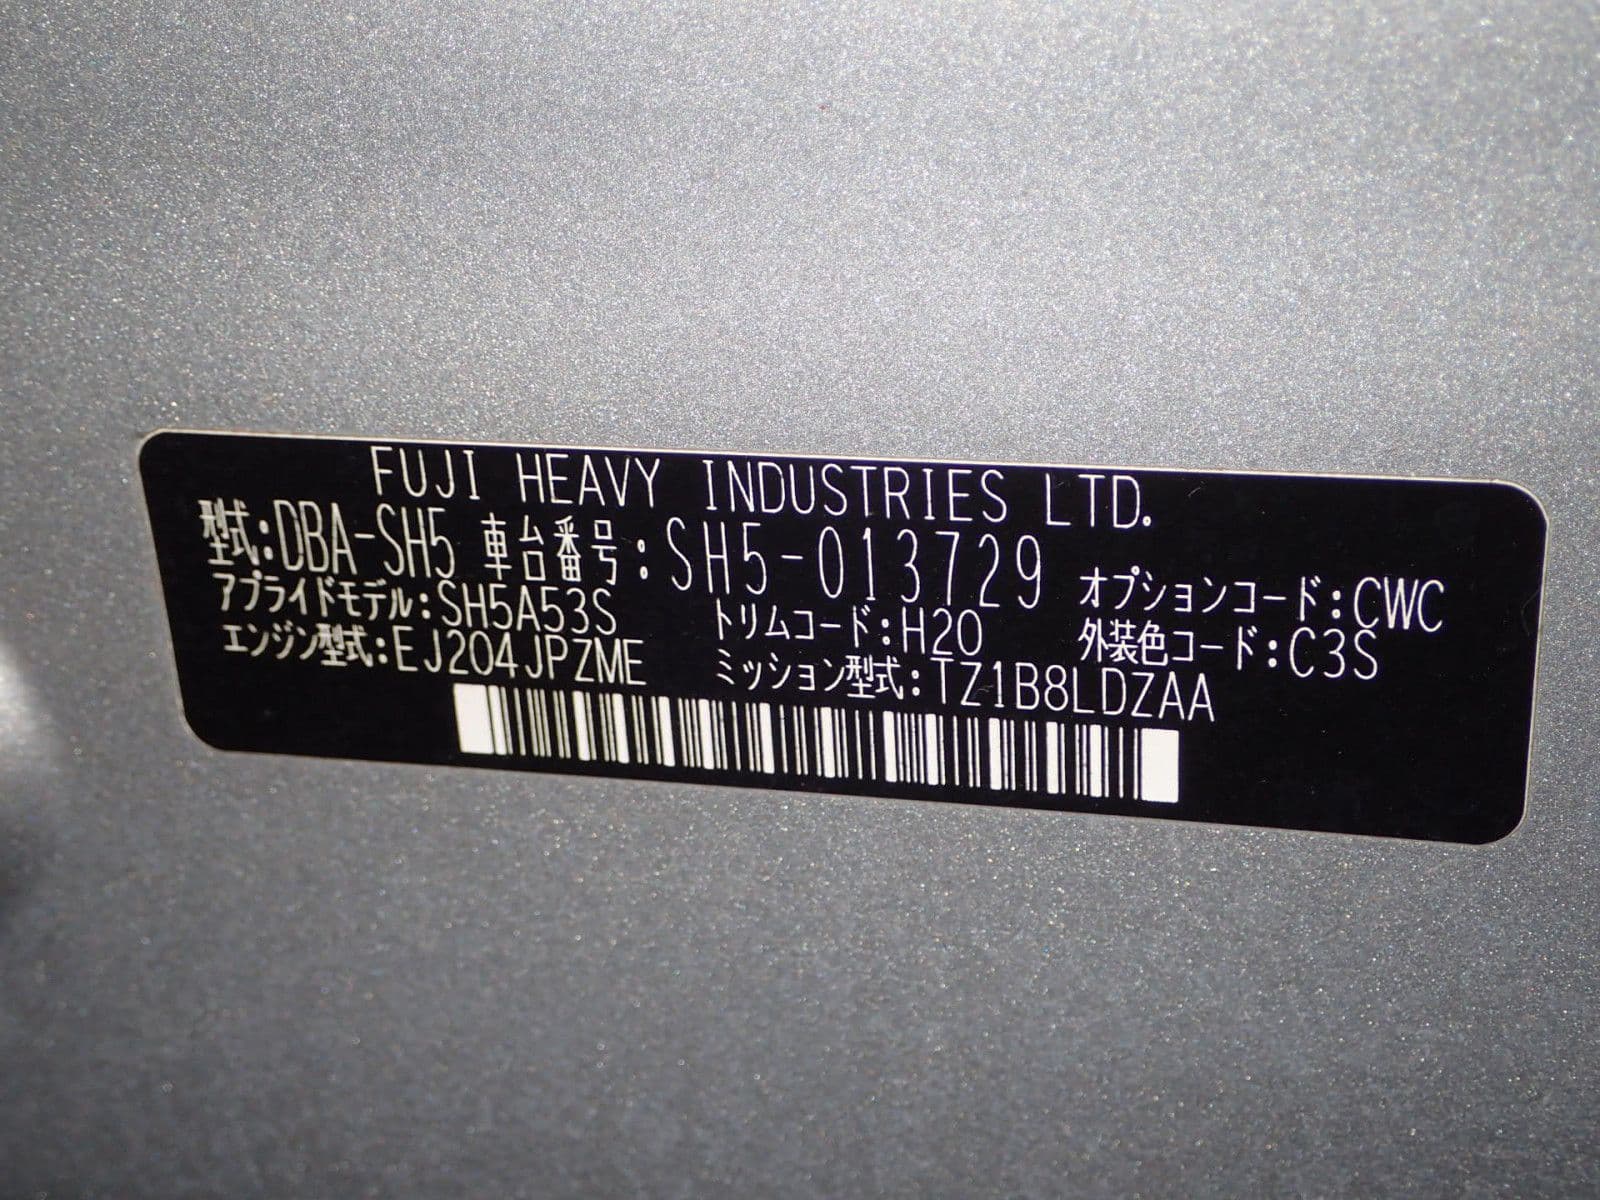 FUJI HEAVY INDUSTRIES LTD.
型式:DBA-SH5 車台番号:SH5-013729 オプションコード:CWC
アプライドモデル:SH5A53S トリムコード:H20 外装色コード:C3S
エンジン型式:EJ204JPZME ミッション型式:TZ1B8LDZAA